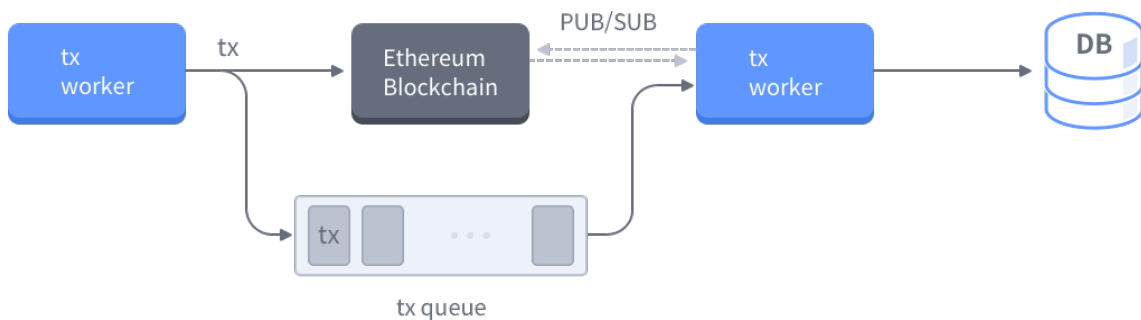 PUB/SUB
tx
worker
tx
Ethereum
Blockchain
tx
worker
DB
tx
tx queue